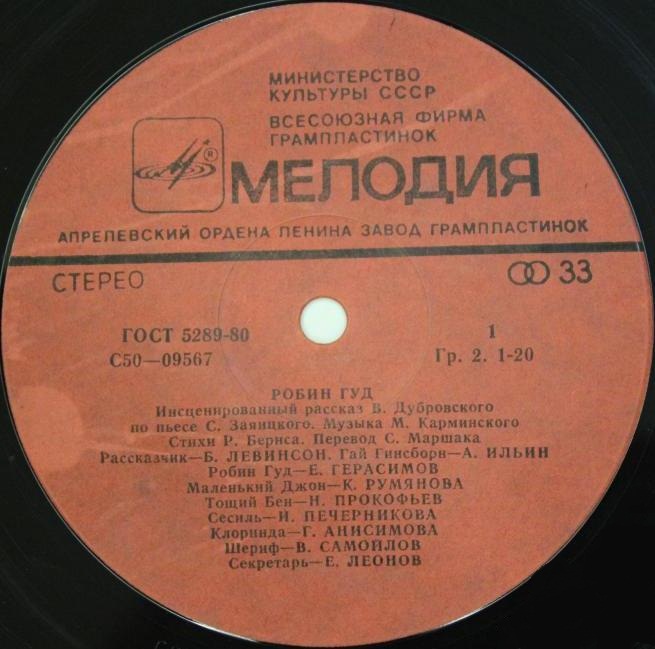 МИНИСТЕРСТВО
КУЛЬТУРЫ СССР
ВСЕСОЮЗНАЯ ФИРМА
ГРАМПЛАСТИНОК
®
МЕЛОДИЯ
АПРЕЛЕВСКИЙ ОРДЕНА ЛЕНИНА ЗАВОД ГРАМПЛАСТИНОК
СТЕРЕО 33
ГОСТ 5289-80 1
С50—09567 Гр. 2. 1-20
РОБИН ГУД
Инсценированный рассказ В. Дубровского
по пьесе С. Заяицкого. Музыка М. Карминского
Стихи Р. Бернса. Перевод С. Маршака
Рассказчик—Б. ЛЕВИНСОН. Гай Гинсборн—А. ИЛЬИН
Робин Гуд—Е. ГЕРАСИМОВ
Маленький Джон—К. РУМЯНОВА
Тощий Бен—Н. ПРОКОФЬЕВ
Сесиль—И. ПЕЧЕРНИКОВА
Клоринда—Г. АНИСИМОВА
Шериф—В. САМОЙЛОВ
Секретарь—Е. ЛЕОНОВ